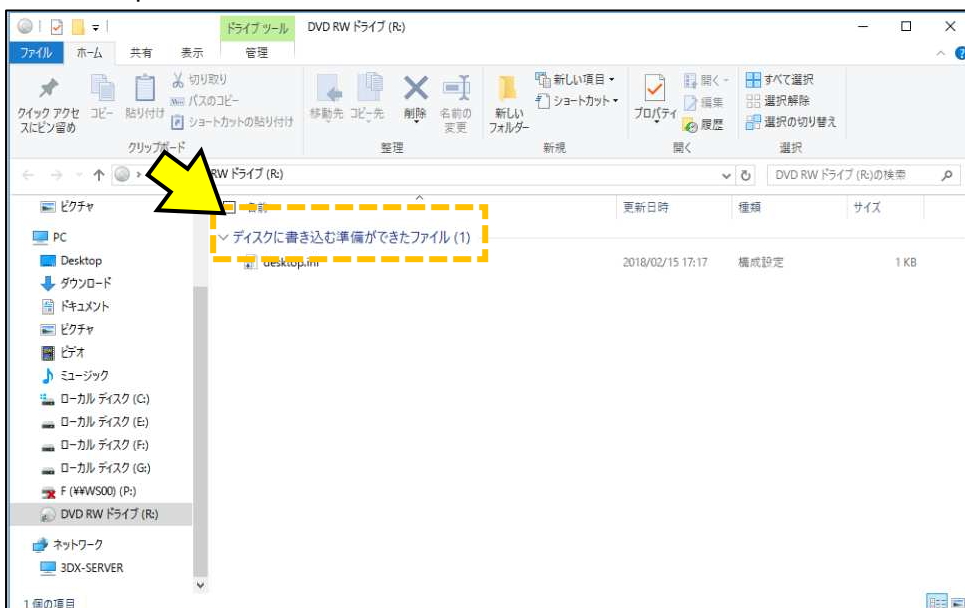 ドライブ ツール
DVD RW ドライブ (R:)
ファイル
ホーム
共有
表示
管理
クイック アクセ
スにピン留め
コピー
貼り付け
切り取り
パスのコピー
ショートカットの貼り付け
クリップボード
移動先
コピー先
削除
名前の
変更
整理
新しい
フォルダー
新しい項目
ショートカット
新規
プロパティ
開く
編集
履歴
開く
すべて選択
選択解除
選択の切り替え
選択
RW ドライブ (R:)
DVD RW ドライブ (R:)の検索
名前
更新日時
種類
サイズ
ディスクに書き込む準備ができたファイル (1)
desktop.ini
2018/02/15 17:17
構成設定
1 KB
ピクチャ
PC
Desktop
ダウンロード
ドキュメント
ピクチャ
ビデオ
ミュージック
ローカル ディスク (C:)
ローカル ディスク (E:)
ローカル ディスク (F:)
ローカル ディスク (G:)
F (¥¥WS00) (P:)
DVD RW ドライブ (R:)
ネットワーク
3DX-SERVER
1 個の項目